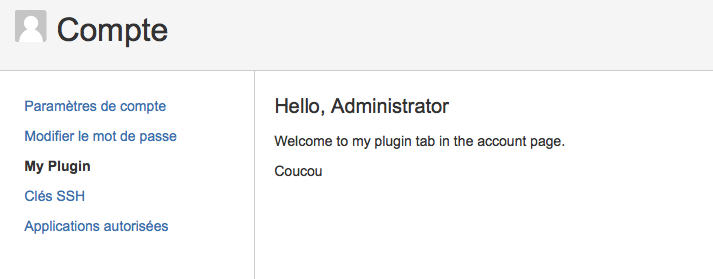 Compte
Paramètres de compte
Modifier le mot de passe
My Plugin
Clés SSH
Applications autorisées
Hello, Administrator
Welcome to my plugin tab in the account page.
Coucou